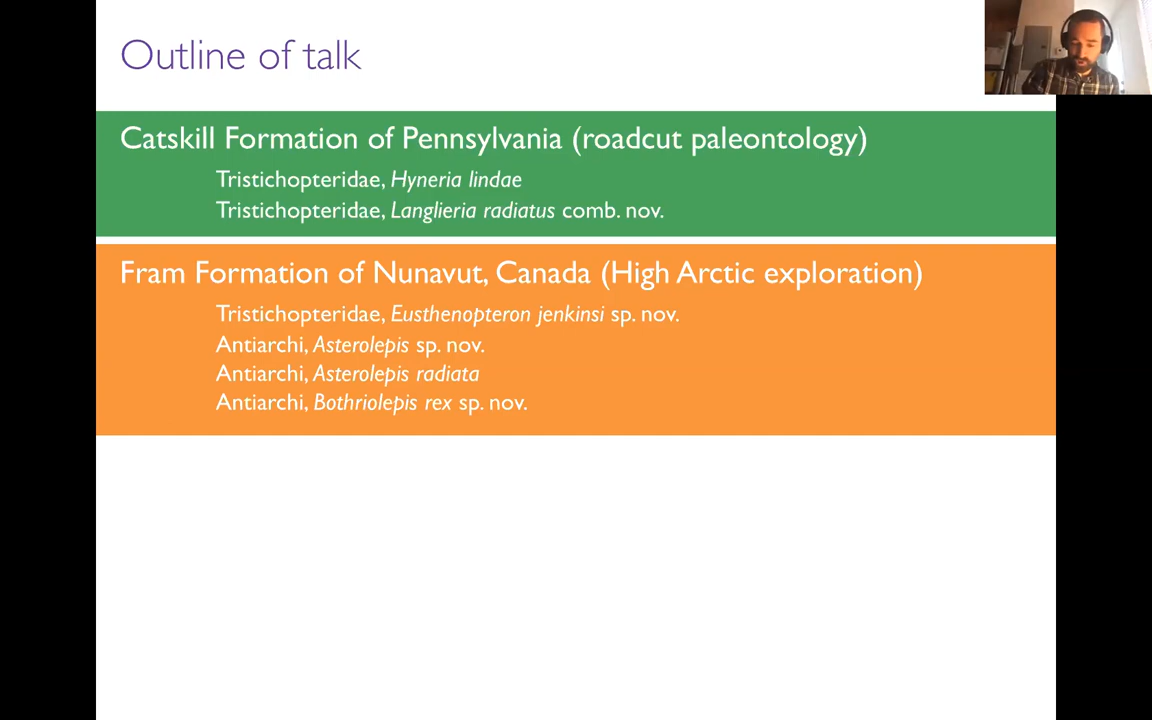 Outline of talk
Catskill Formation of Pennsylvania (roadcut paleontology)
Tristichopteridae, Hyneria lindae
Tristichopteridae, Langlieria radiatus comb. nov.
Fram Formation of Nunavut, Canada (High Arctic exploration)
Tristichopteridae, Eusthenopteron jenkinsi sp. nov.
Antiarchi, Asterolepis sp. nov.
Antiarchi, Asterolepis radiata
Antiarchi, Bothriolepis rex sp. nov.